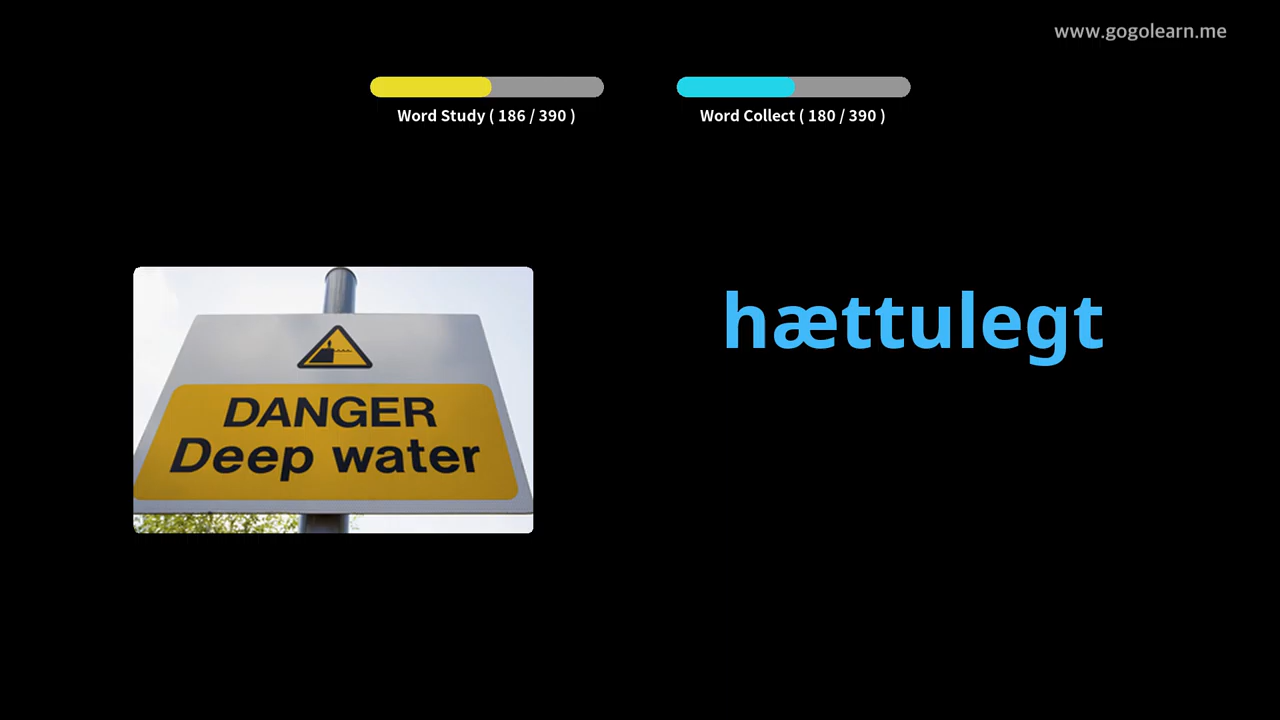 www.gogolearn.me
Word Study ( 186 / 390 )
Word Collect ( 180 / 390 )
hættulegt
DANGER
Deep water